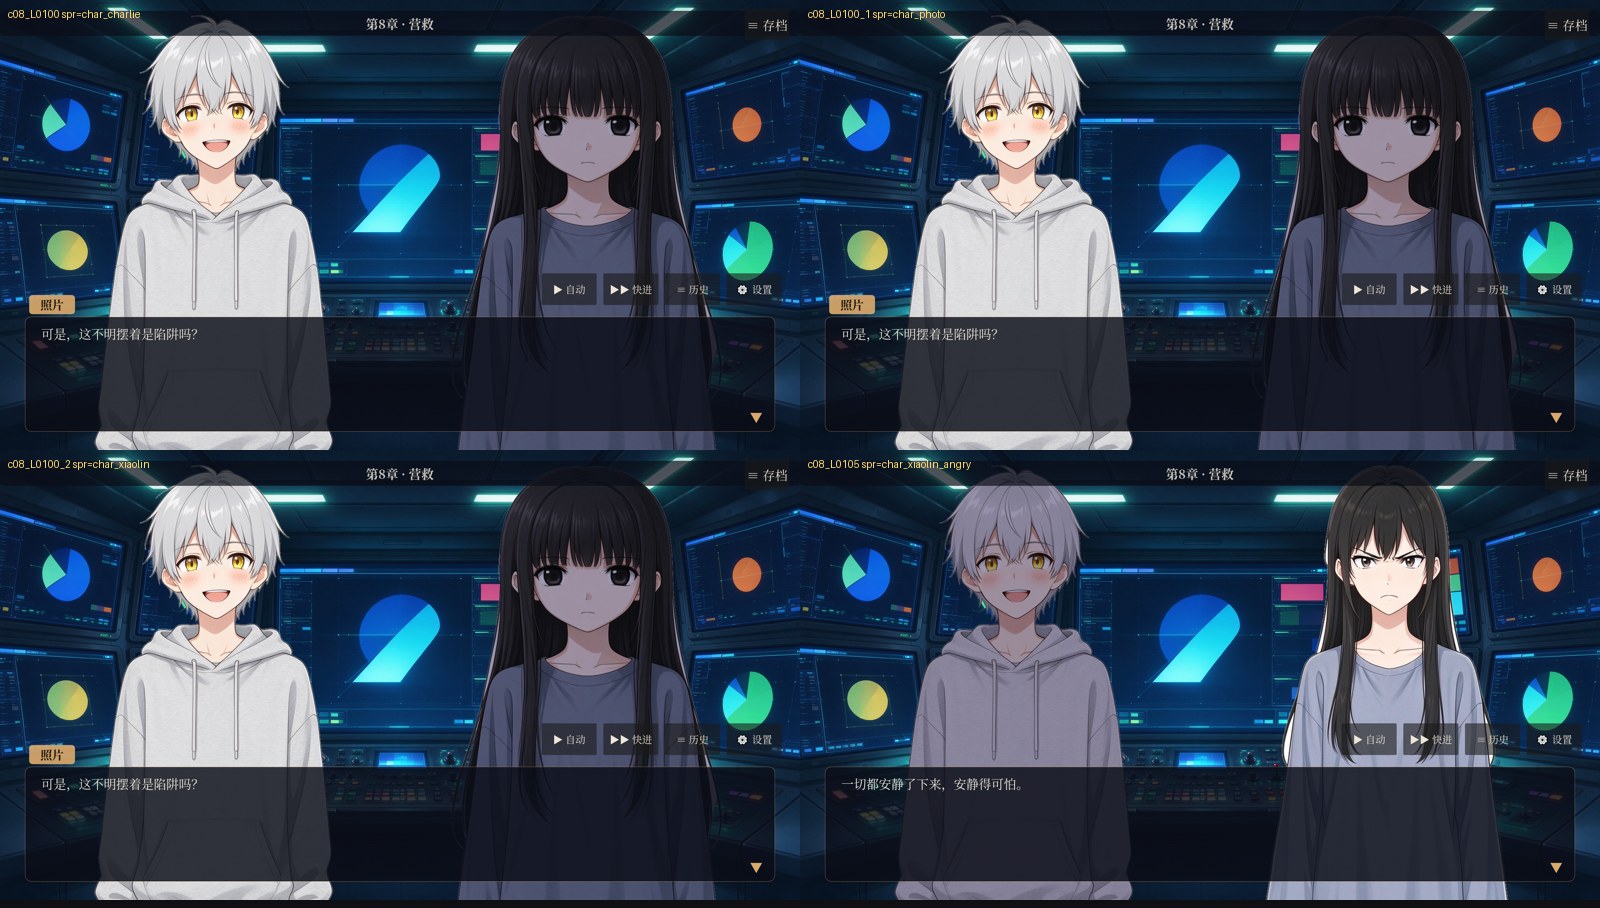 c08_L0100 spr=char_charlie
第8章 · 营救
≡ 存档
▶ 自动
▶▶ 快进
≡ 历史
设置
照片
可是，这不明摆着是陷阱吗？
c08_L0100_1 spr=char_photo
第8章 · 营救
≡ 存档
▶ 自动
▶▶ 快进
≡ 历史
设置
照片
可是，这不明摆着是陷阱吗？
c08_L0100_2 spr=char_xiaolin
第8章 · 营救
≡ 存档
▶ 自动
▶▶ 快进
≡ 历史
设置
照片
可是，这不明摆着是陷阱吗？
c08_L0105 spr=char_xiaolin_angry
第8章 · 营救
≡ 存档
▶ 自动
▶▶ 快进
≡ 历史
设置
一切都安静了下来，安静得可怕。